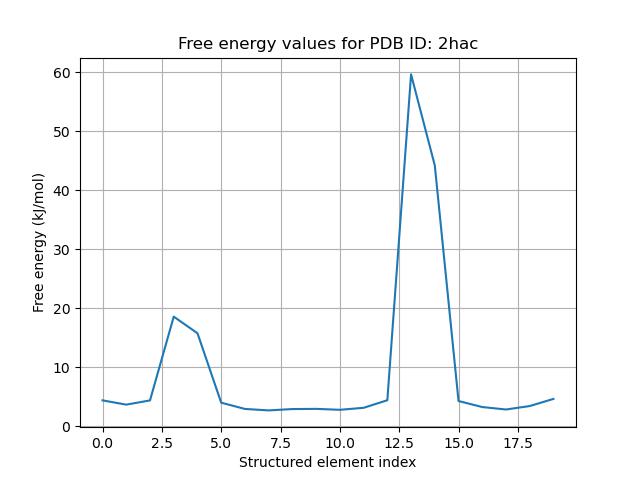 Free energy values for PDB ID: 2hac
60
50
40
30
20
10
0
Free energy (kJ/mol)
0.0 2.5 5.0 7.5 10.0 12.5 15.0 17.5
Structured element index